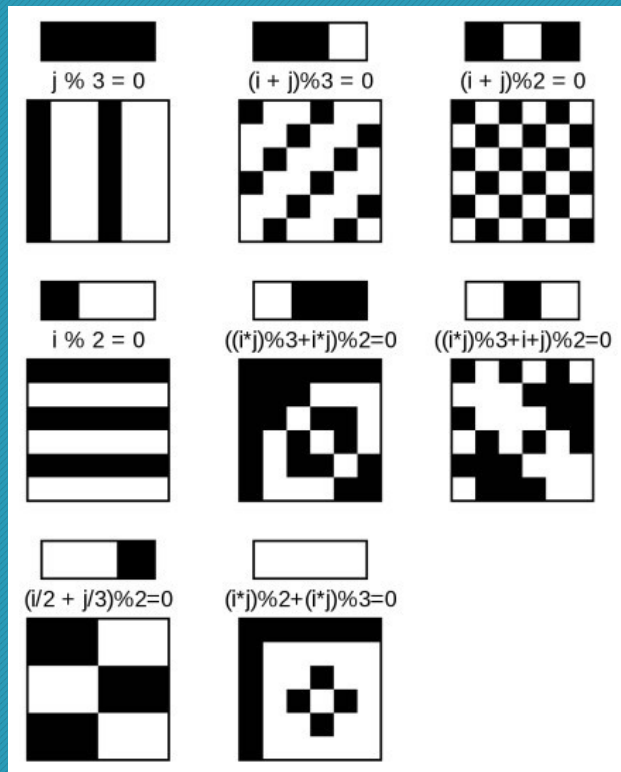 j % 3 = 0
(i + j)%3 = 0
(i + j)%2 = 0
i % 2 = 0
((i*j)%3+i*j)%2=0
((i*j)%3+i+j)%2=0
(i/2 + j/3)%2=0
(i*j)%2+(i*j)%3=0